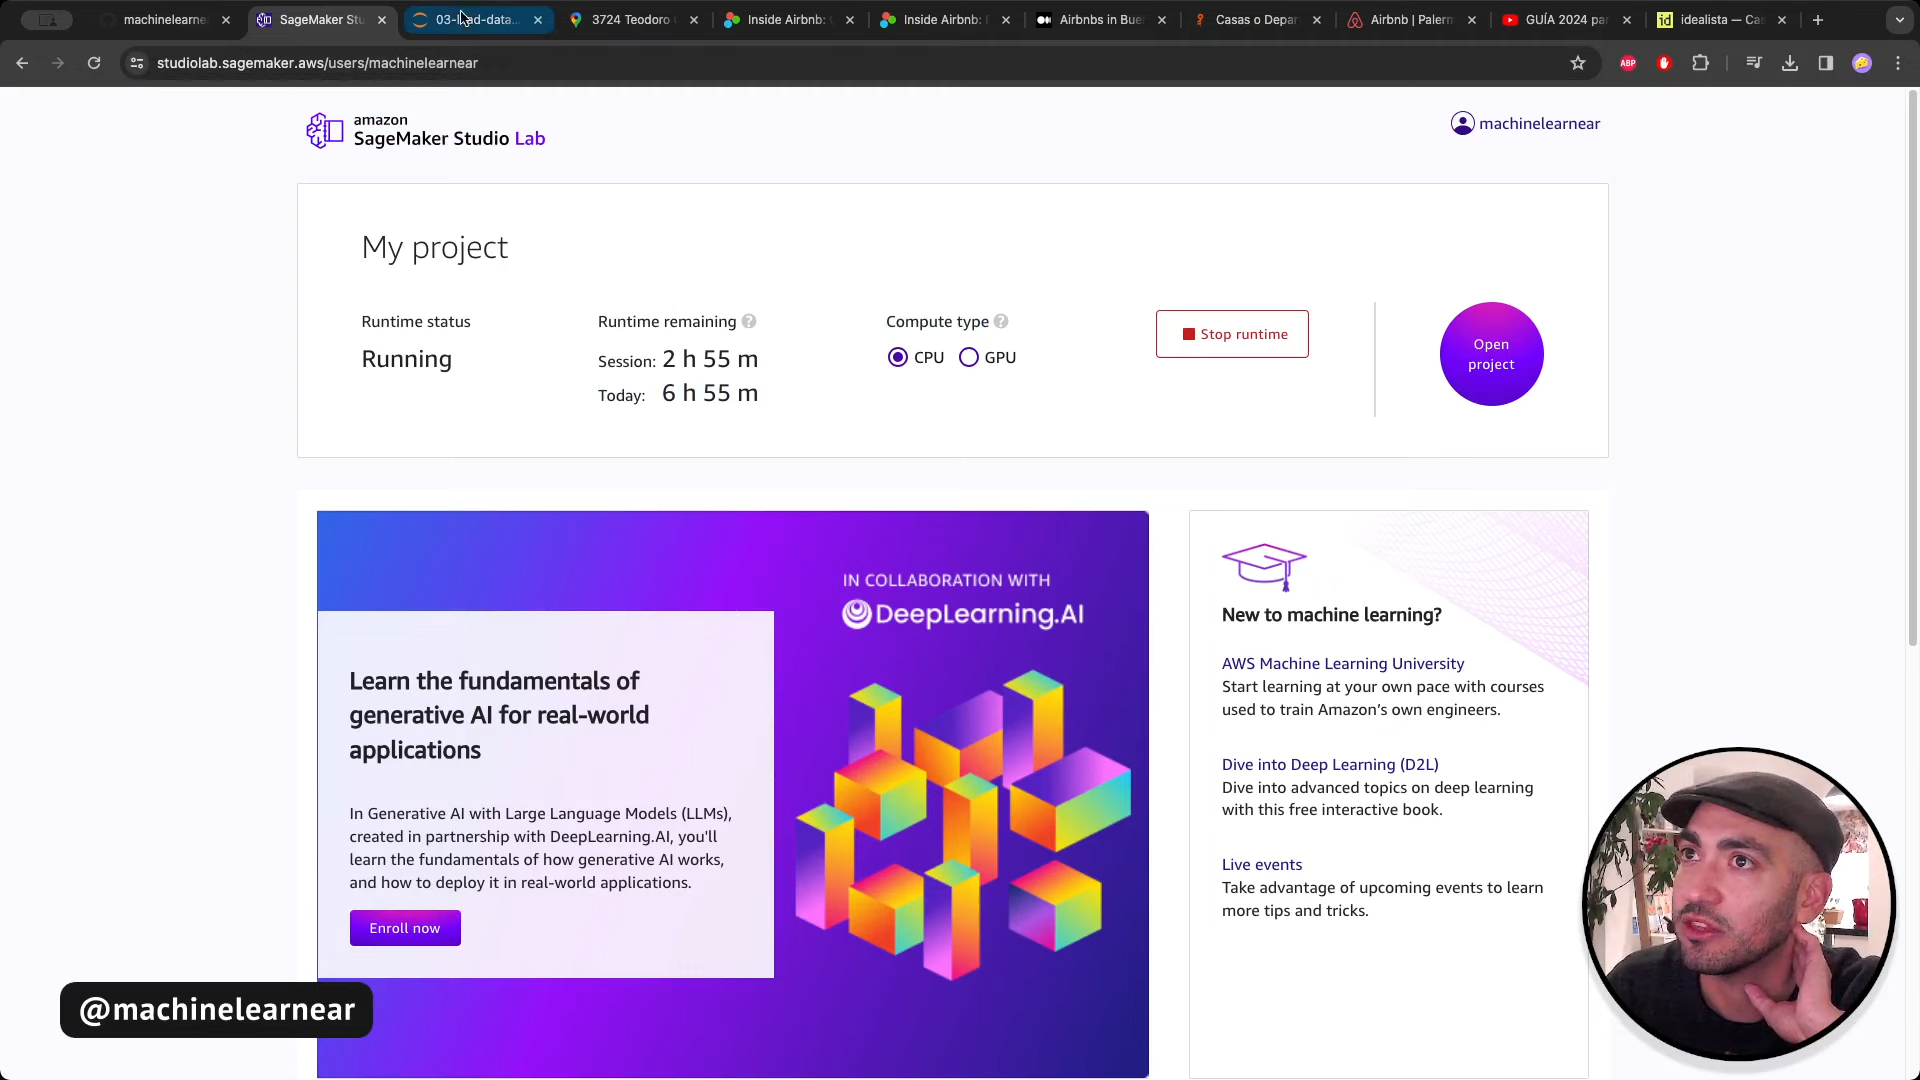 machinelearne
SageMaker Stu
03-load-data...
3724 Teodoro
Inside Airbnb:
Inside Airbnb:
Airbnbs in Bue
Casas o Depar
Airbnb | Palerm
GUÍA 2024 par
idealista — Cas
studiolab.sagemaker.aws/users/machinelearnear
ABP
amazon
SageMaker Studio Lab
machinelearnear
My project
Runtime status
Running
Runtime remaining ?
Session: 2 h 55 m
Today: 6 h 55 m
Compute type ?
CPU GPU
Stop runtime
Open
project
IN COLLABORATION WITH
DeepLearning.AI
Learn the fundamentals of
generative AI for real-world
applications
In Generative AI with Large Language Models (LLMs),
created in partnership with DeepLearning.AI, you'll
learn the fundamentals of how generative AI works,
and how to deploy it in real-world applications.
Enroll now
New to machine learning?
AWS Machine Learning University
Start learning at your own pace with courses
used to train Amazon’s own engineers.
Dive into Deep Learning (D2L)
Dive into advanced topics on deep learning
with this free interactive book.
Live events
Take advantage of upcoming events to learn
more tips and tricks.
@machinelearnear